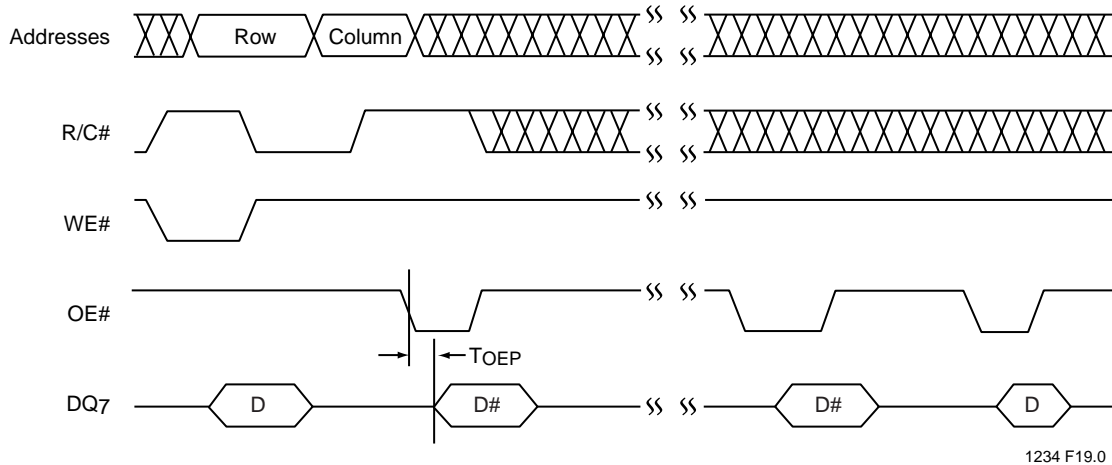 Addresses Row Column
R/C#
WE#
OE#
TOEP
DQ7 D D# D# D
1234 F19.0